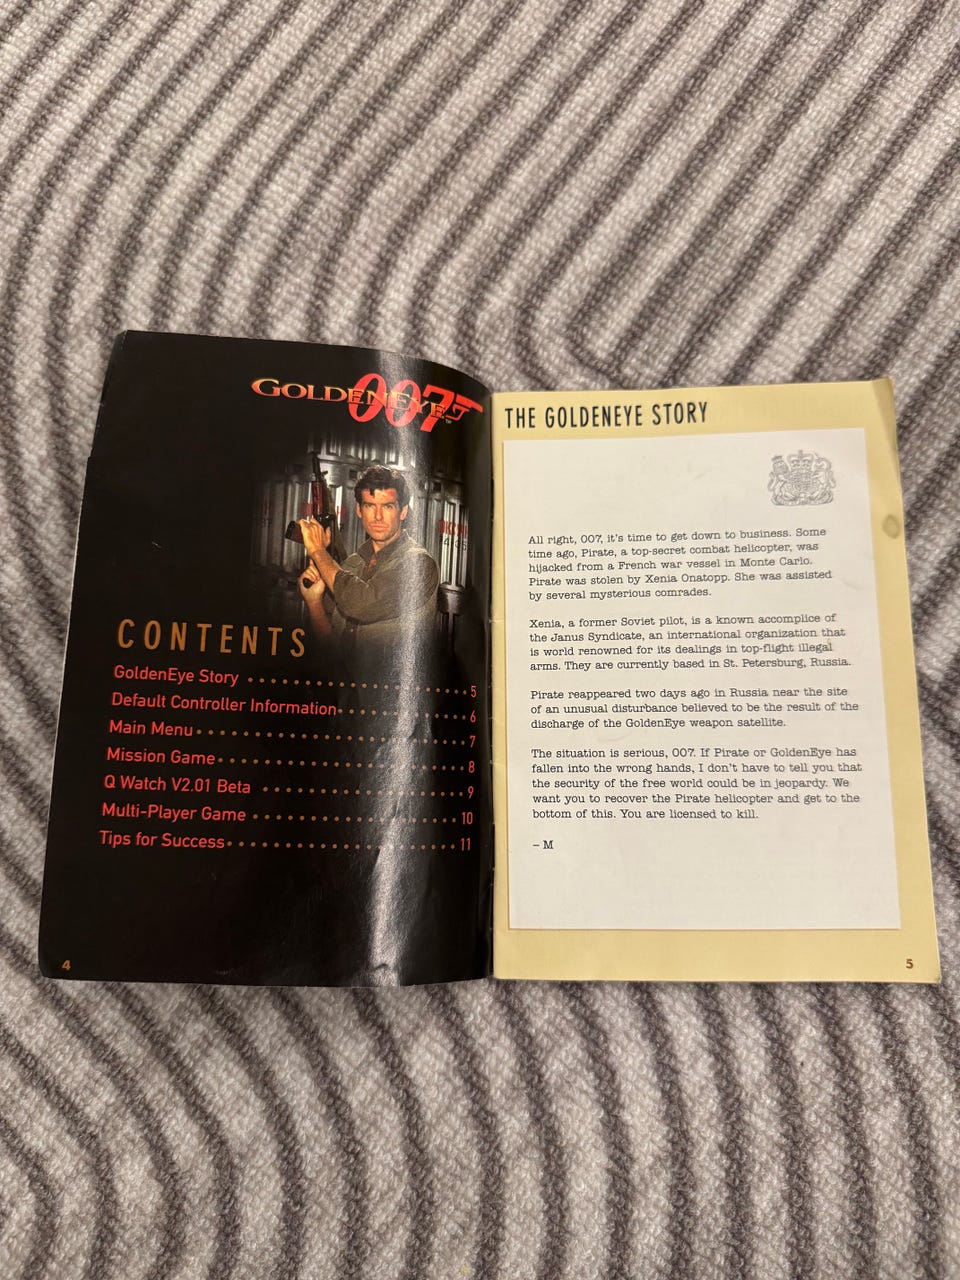 GOLDENEYE 007
CONTENTS
GoldenEye Story 5
Default Controller Information 6
Main Menu 7
Mission Game 8
Q Watch V2.01 Beta 9
Multi-Player Game 10
Tips for Success 11
4
THE GOLDENEYE STORY
All right, 007, it's time to get down to business. Some
time ago, Pirate, a top-secret combat helicopter, was
hijacked from a French war vessel in Monte Carlo.
Pirate was stolen by Xenia Onatopp. She was assisted
by several mysterious comrades.
Xenia, a former Soviet pilot, is a known accomplice of
the Janus Syndicate, an international organization that
is world renowned for its dealings in top-flight illegal
arms. They are currently based in St. Petersburg, Russia.
Pirate reappeared two days ago in Russia near the site
of an unusual disturbance believed to be the result of the
discharge of the GoldenEye weapon satellite.
The situation is serious, 007. If Pirate or GoldenEye has
fallen into the wrong hands, I don't have to tell you that
the security of the free world could be in jeopardy. We
want you to recover the Pirate helicopter and get to the
bottom of this. You are licensed to kill.
– M
5